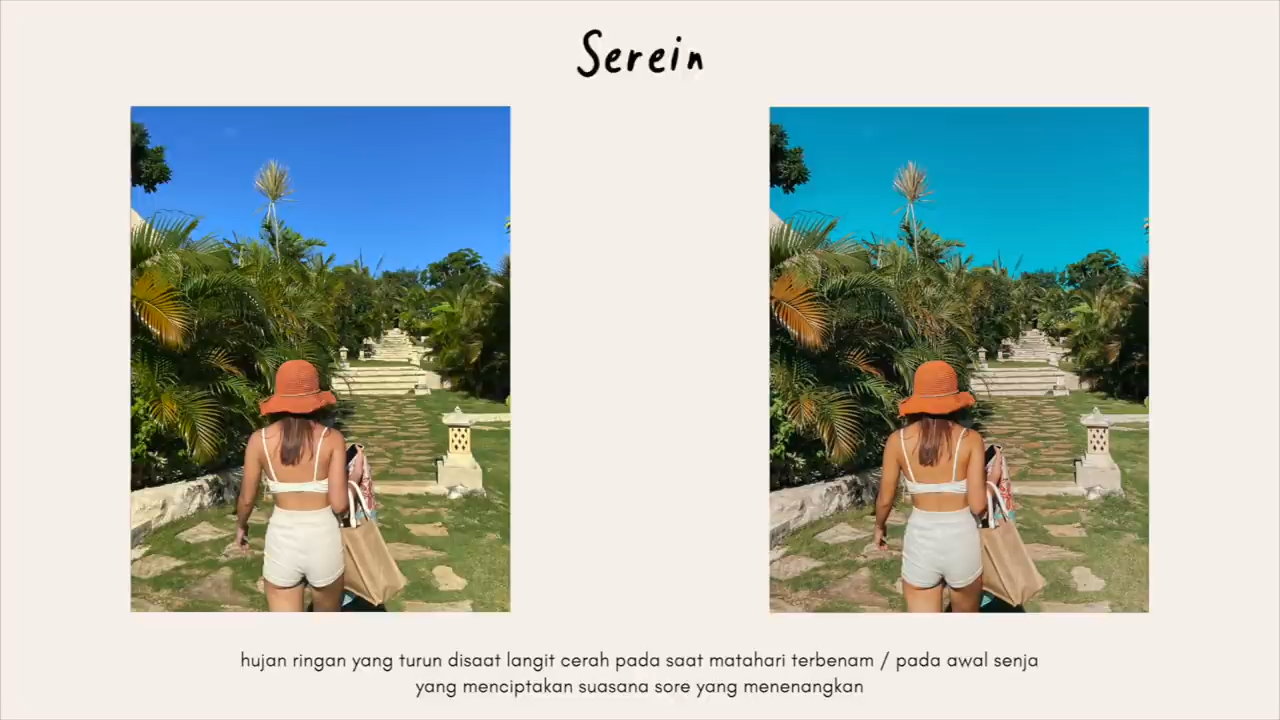 Serein
hujan ringan yang turun disaat langit cerah pada saat matahari terbenam / pada awal senja
yang menciptakan suasana sore yang menenangkan